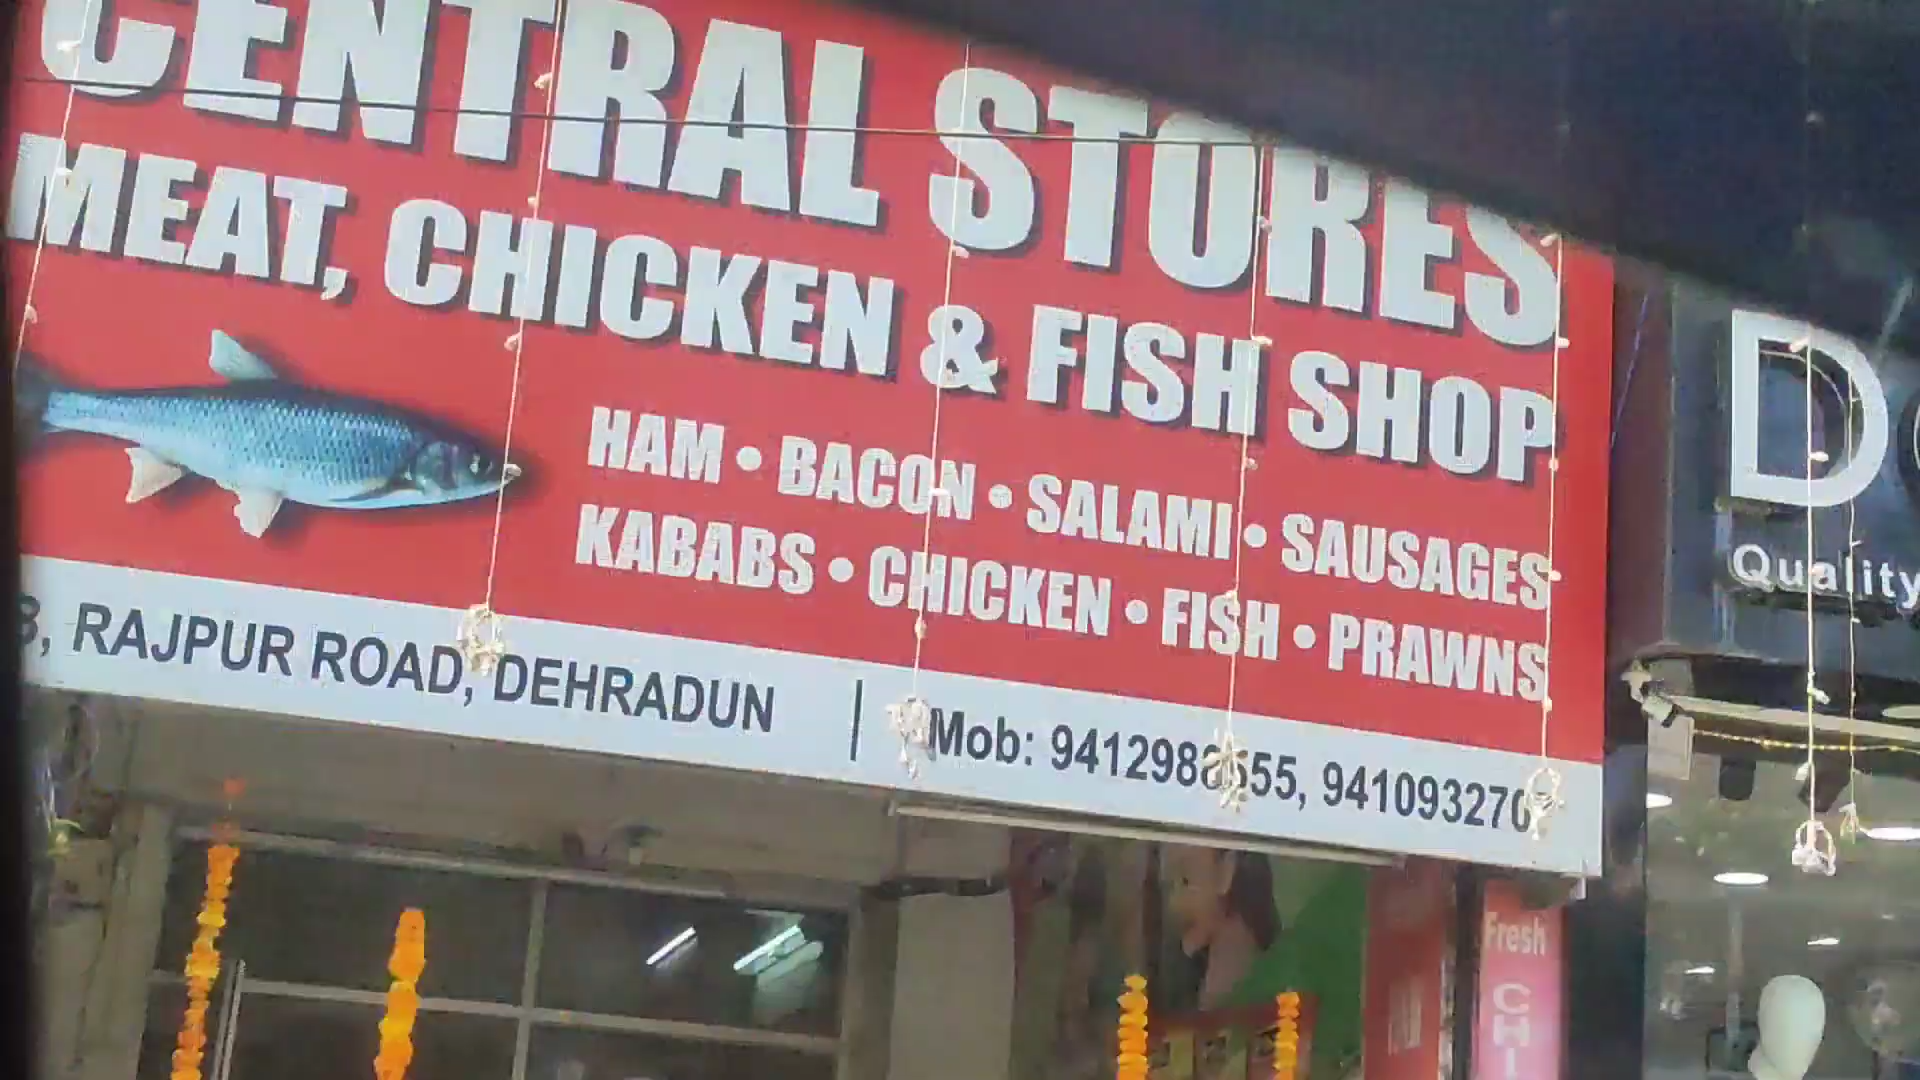 CENTRAL STORES
MEAT, CHICKEN & FISH SHOP
HAM • BACON • SALAMI • SAUSAGES
KABABS • CHICKEN • FISH • PRAWNS
RAJPUR ROAD, DEHRADUN | Mob:
Quality
Fresh